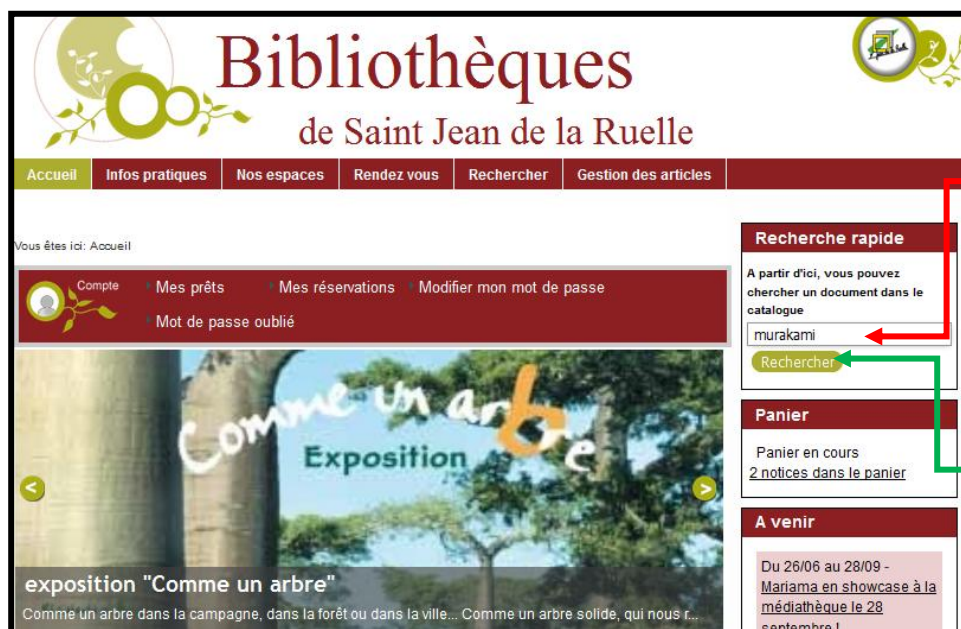 Bibliothèques
de Saint Jean de la Ruelle
Accueil Infos pratiques Nos espaces Rendez vous Rechercher Gestion des articles
Vous êtes ici: Accueil
Compte Mes prêts Mes réservations Modifier mon mot de passe
Mot de passe oublié
Comme un arbre!
Exposition
< >
exposition "Comme un arbre"
Comme un arbre dans la campagne, dans la forêt ou dans la ville... Comme un arbre solide, qui nous r...
Recherche rapide
A partir d'ici, vous pouvez
chercher un document dans le
catalogue
murakami
Rechercher
Panier
Panier en cours
2 notices dans le panier
A venir
Du 26/06 au 28/09 -
Mariama en showcase à la
médiathèque le 28
septembre !